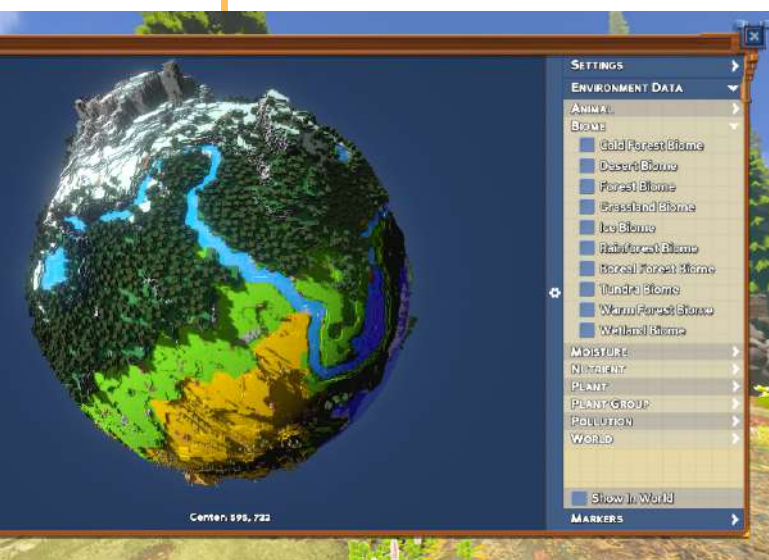 SETTINGS
ENVIRONMENT DATA
ANIMAL
BIOME
Cold Forest Biome
Desert Biome
Forest Biome
Grassland Biome
Ice Biome
Rainforest Biome
Boreal Forest Biome
Tundra Biome
Warm Forest Biome
Wetland Biome
MOISTURE
NUTRIENT
PLANT
PLANT GROUP
POLLUTION
WORLD
Show In World
MARKERS
Center: 598, 722